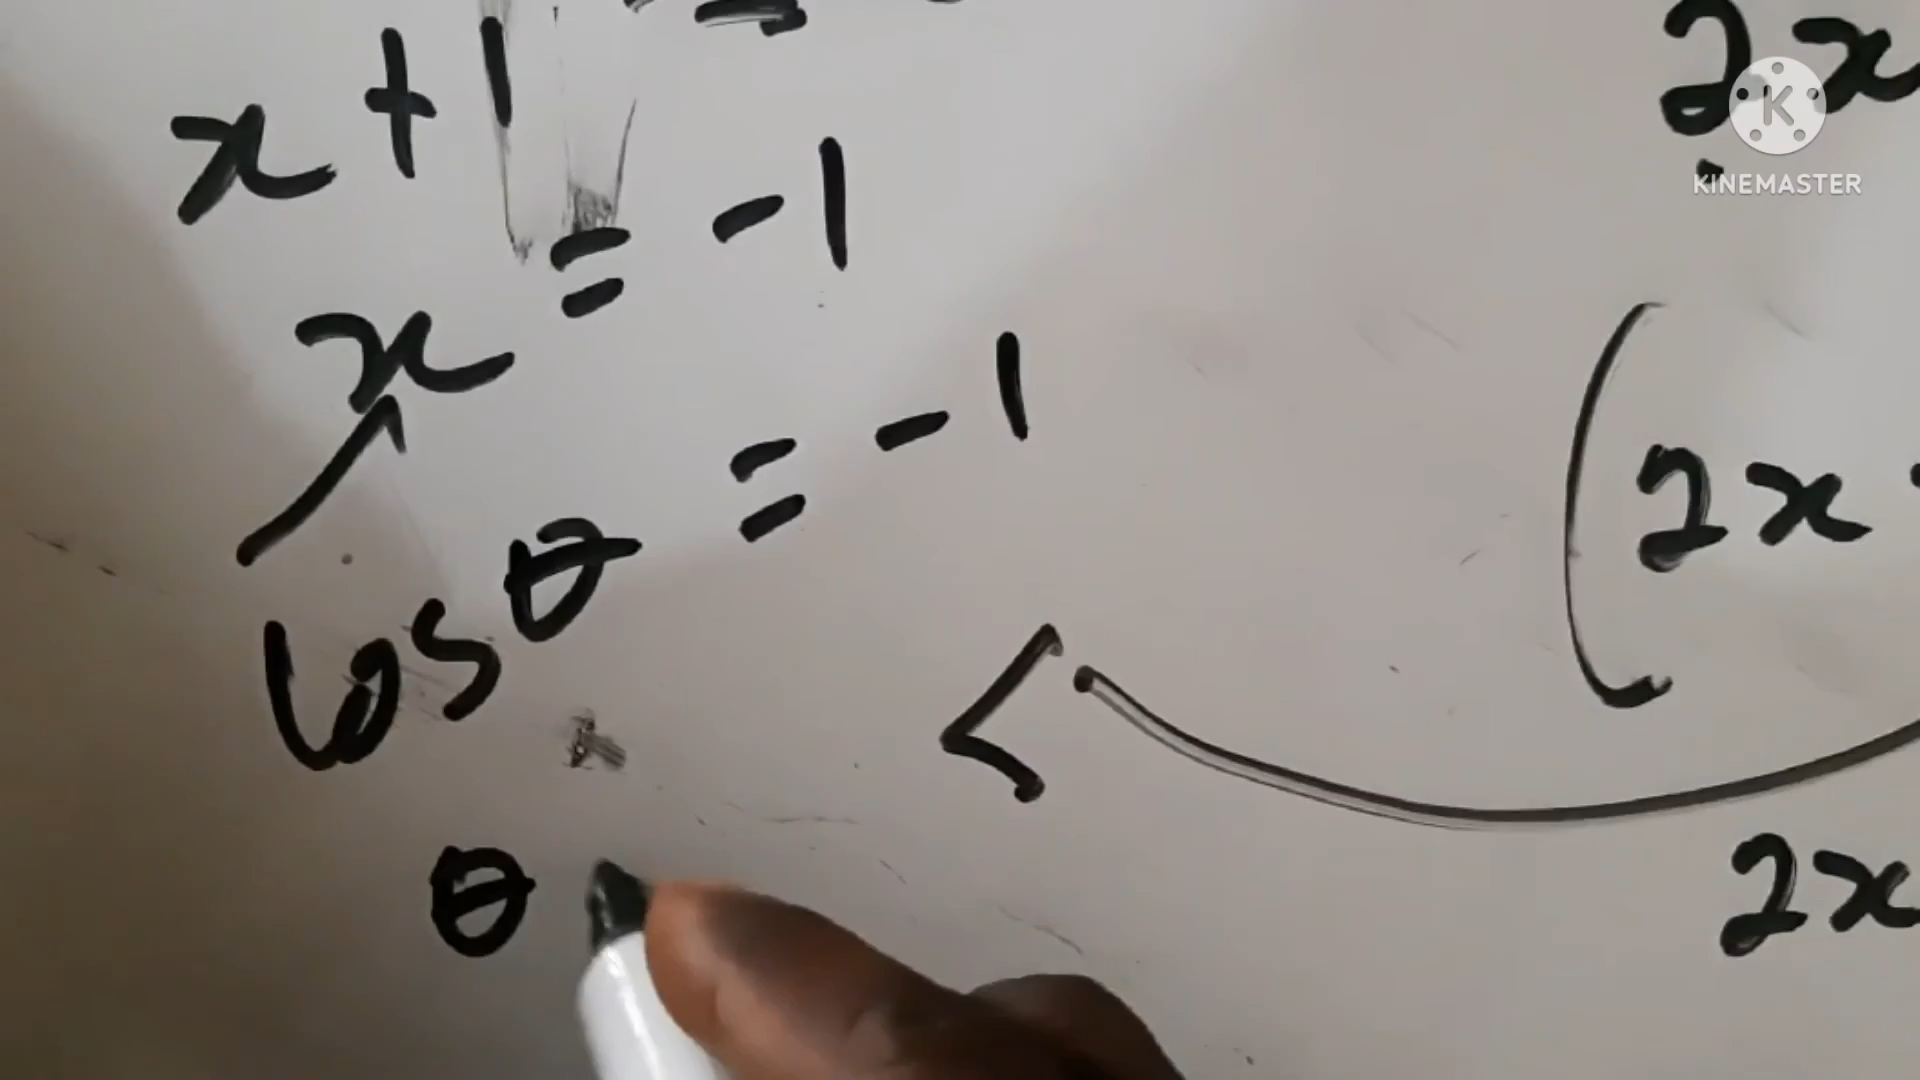 x + 1 =
x = -1
cos θ = -1
θ
2x
(2x
2x
KINEMASTER